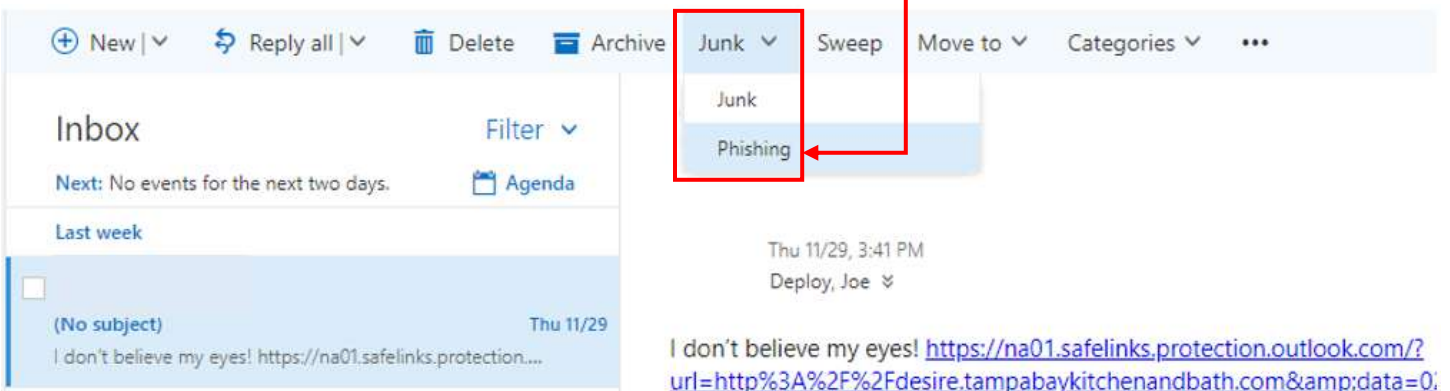 New | Reply all | Delete Archive Junk Sweep Move to Categories •••
Junk
Phishing
Inbox Filter
Next: No events for the next two days. Agenda
Last week
Thu 11/29, 3:41 PM
Deploy, Joe
(No subject) Thu 11/29
I don't believe my eyes! https://na01.safelinks.protection....
I don't believe my eyes! https://na01.safelinks.protection.outlook.com/?
url=http%3A%2F%2Fdesire.tampabaykitchenandbath.com&amp;data=0